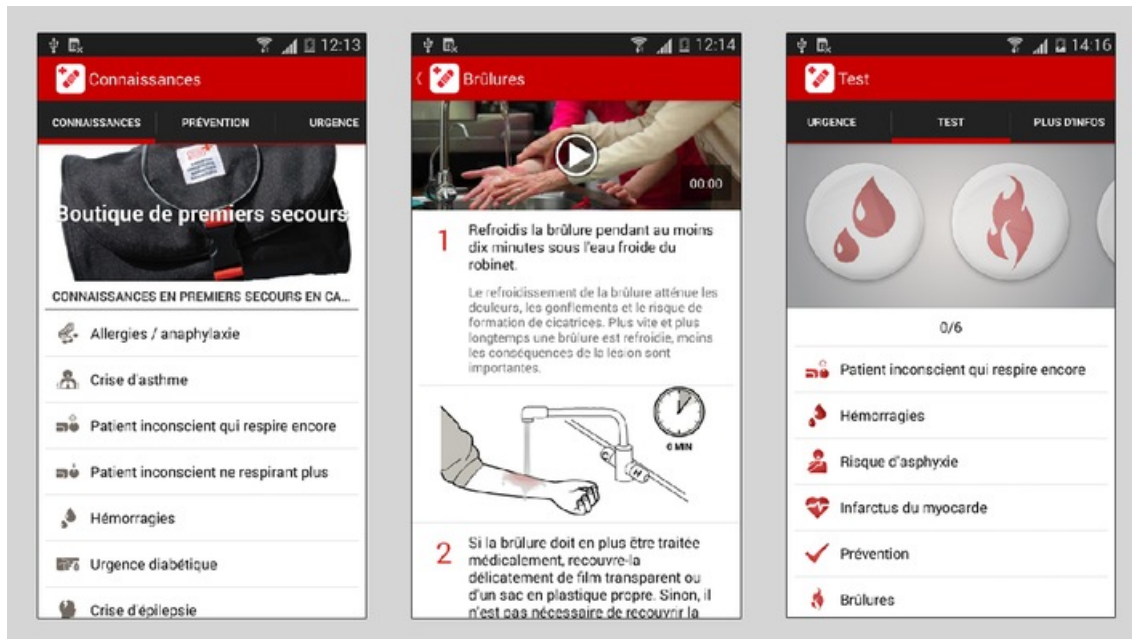 12:13
Connaissances
CONNAISSANCES PRÉVENTION URGENCE
Boutique de premiers secours
CONNAISSANCES EN PREMIERS SECOURS EN CA...
Allergies / anaphylaxie
Crise d'asthme
Patient inconscient qui respire encore
Patient inconscient ne respirant plus
Hémorragies
Urgence diabétique
Crise d'épilepsie
12:14
Brûlures
00:00
1 Refroidis la brûlure pendant au moins
dix minutes sous l'eau froide du
robinet.
Le refroidissement de la brûlure atténue les
douleurs, les gonflements et le risque de
formation de cicatrices. Plus vite et plus
longtemps une brûlure est refroidie, moins
les conséquences de la lésion sont
importantes.
0 MIN
2 Si la brûlure doit en plus être traitée
médicalement, recouvre-la
délicatement de film transparent ou
d'un sac en plastique propre. Sinon, il
n'est pas nécessaire de recouvrir la
14:16
Test
URGENCE TEST PLUS D'INFOS
0/6
Patient inconscient qui respire encore
Hémorragies
Risque d'asphyxie
Infarctus du myocarde
Prévention
Brûlures